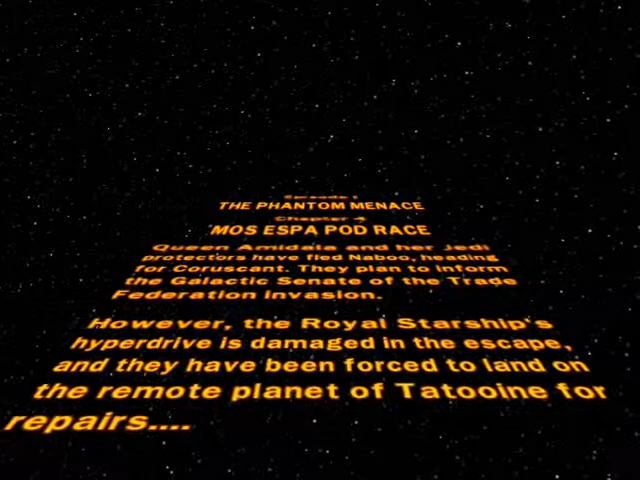 Episode I
THE PHANTOM MENACE
Chapter 4
MOS ESPA POD RACE
Queen Amidala and her Jedi
protectors have fled Naboo, heading
for Coruscant. They plan to inform
the Galactic Senate of the Trade
Federation invasion.
However, the Royal Starship's
hyperdrive is damaged in the escape,
and they have been forced to land on
the remote planet of Tatooine for
repairs....